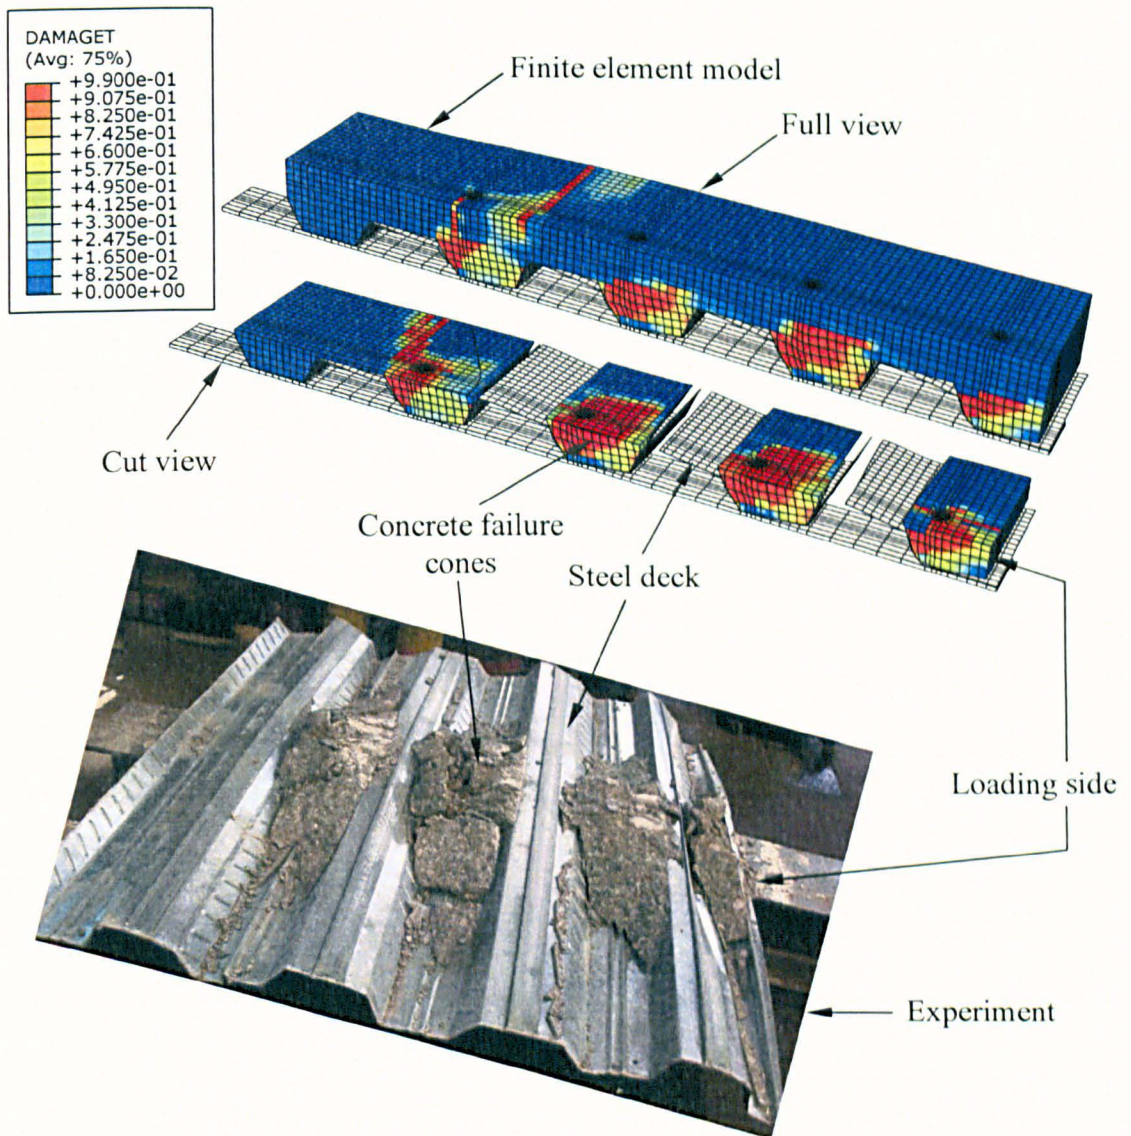 DAMAGET
(Avg: 75%)
+9.900e-01
+9.075e-01
+8.250e-01
+7.425e-01
+6.600e-01
+5.775e-01
+4.950e-01
+4.125e-01
+3.300e-01
+2.475e-01
+1.650e-01
+8.250e-02
+0.000e+00
Finite element model
Full view
Cut view
Concrete failure
cones
Steel deck
Loading side
Experiment